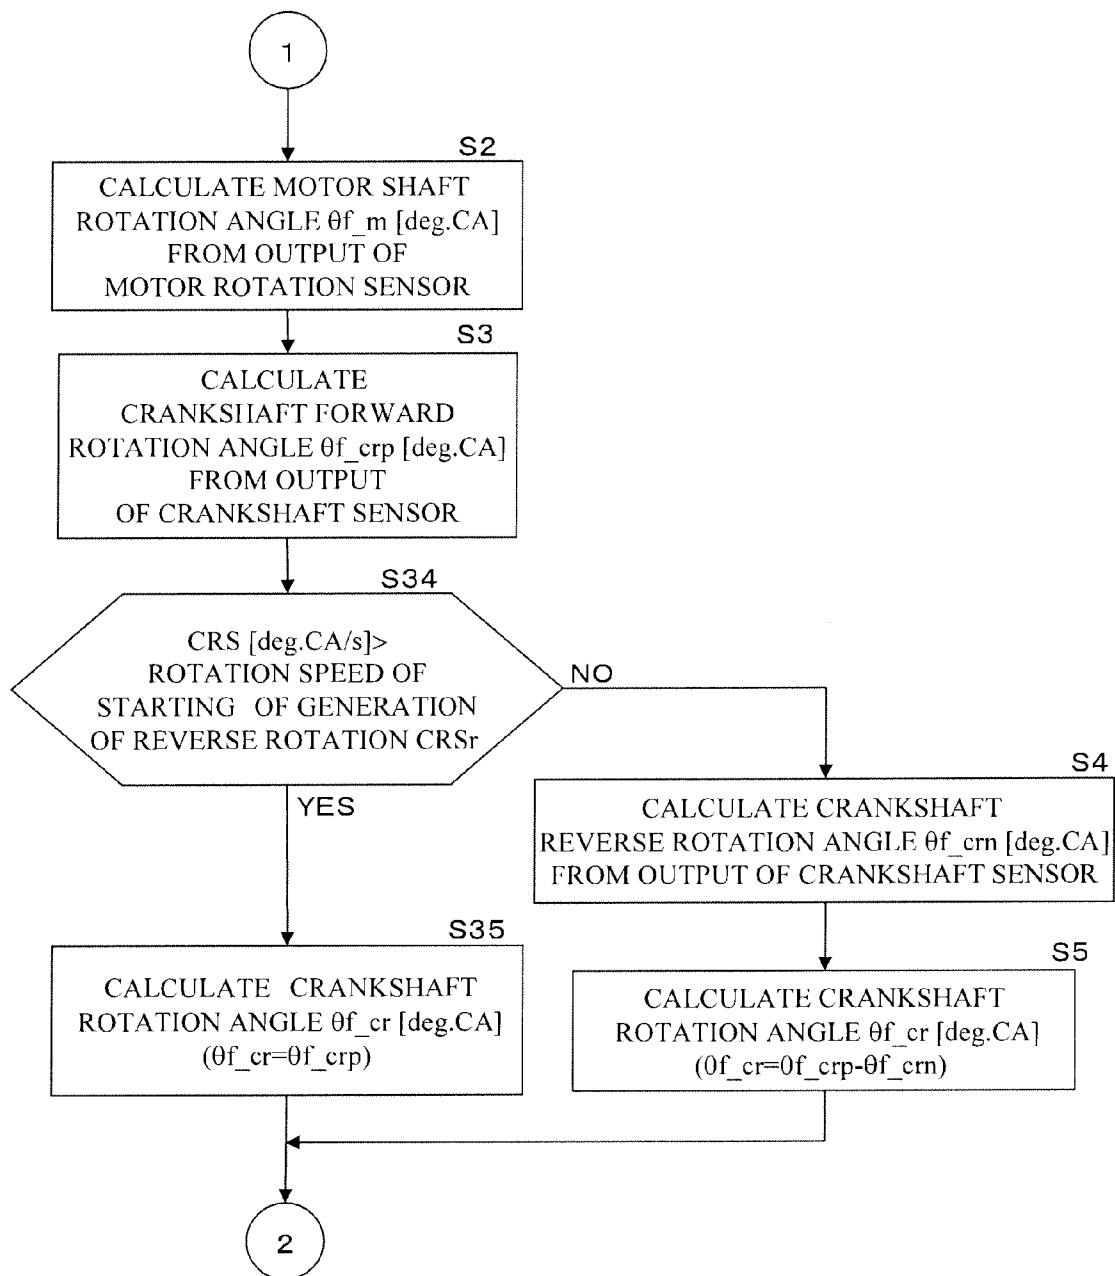 1
S2
CALCULATE MOTOR SHAFT
ROTATION ANGLE θf_m [deg.CA]
FROM OUTPUT OF
MOTOR ROTATION SENSOR
S3
CALCULATE
CRANKSHAFT FORWARD
ROTATION ANGLE θf_crp [deg.CA]
FROM OUTPUT
OF CRANKSHAFT SENSOR
S34
CRS [deg.CA/s]>
ROTATION SPEED OF
STARTING OF GENERATION
OF REVERSE ROTATION CRSr
NO
YES
S4
CALCULATE CRANKSHAFT
REVERSE ROTATION ANGLE θf_crn [deg.CA]
FROM OUTPUT OF CRANKSHAFT SENSOR
S35
CALCULATE CRANKSHAFT
ROTATION ANGLE θf_cr [deg.CA]
(θf_cr=θf_crp)
S5
CALCULATE CRANKSHAFT
ROTATION ANGLE θf_cr [deg.CA]
(θf_cr=θf_crp-θf_crn)
2